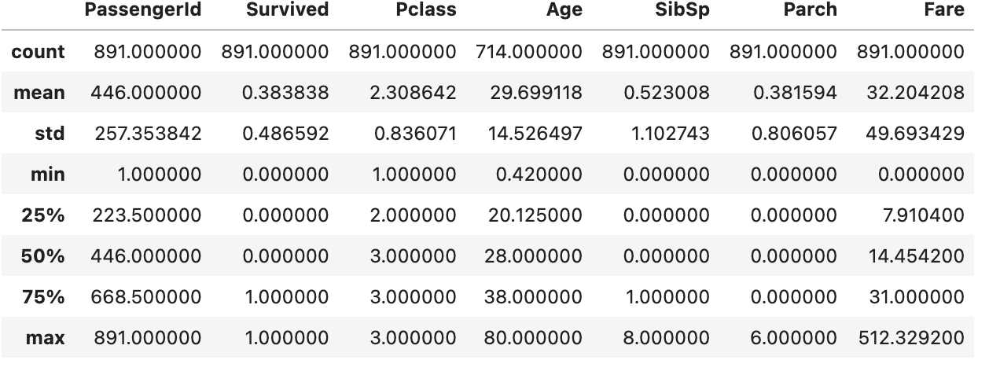 PassengerId Survived Pclass Age SibSp Parch Fare
count 891.000000 891.000000 891.000000 714.000000 891.000000 891.000000 891.000000
mean 446.000000 0.383838 2.308642 29.699118 0.523008 0.381594 32.204208
std 257.353842 0.486592 0.836071 14.526497 1.102743 0.806057 49.693429
min 1.000000 0.000000 1.000000 0.420000 0.000000 0.000000 0.000000
25% 223.500000 0.000000 2.000000 20.125000 0.000000 0.000000 7.910400
50% 446.000000 0.000000 3.000000 28.000000 0.000000 0.000000 14.454200
75% 668.500000 1.000000 3.000000 38.000000 1.000000 0.000000 31.000000
max 891.000000 1.000000 3.000000 80.000000 8.000000 6.000000 512.329200